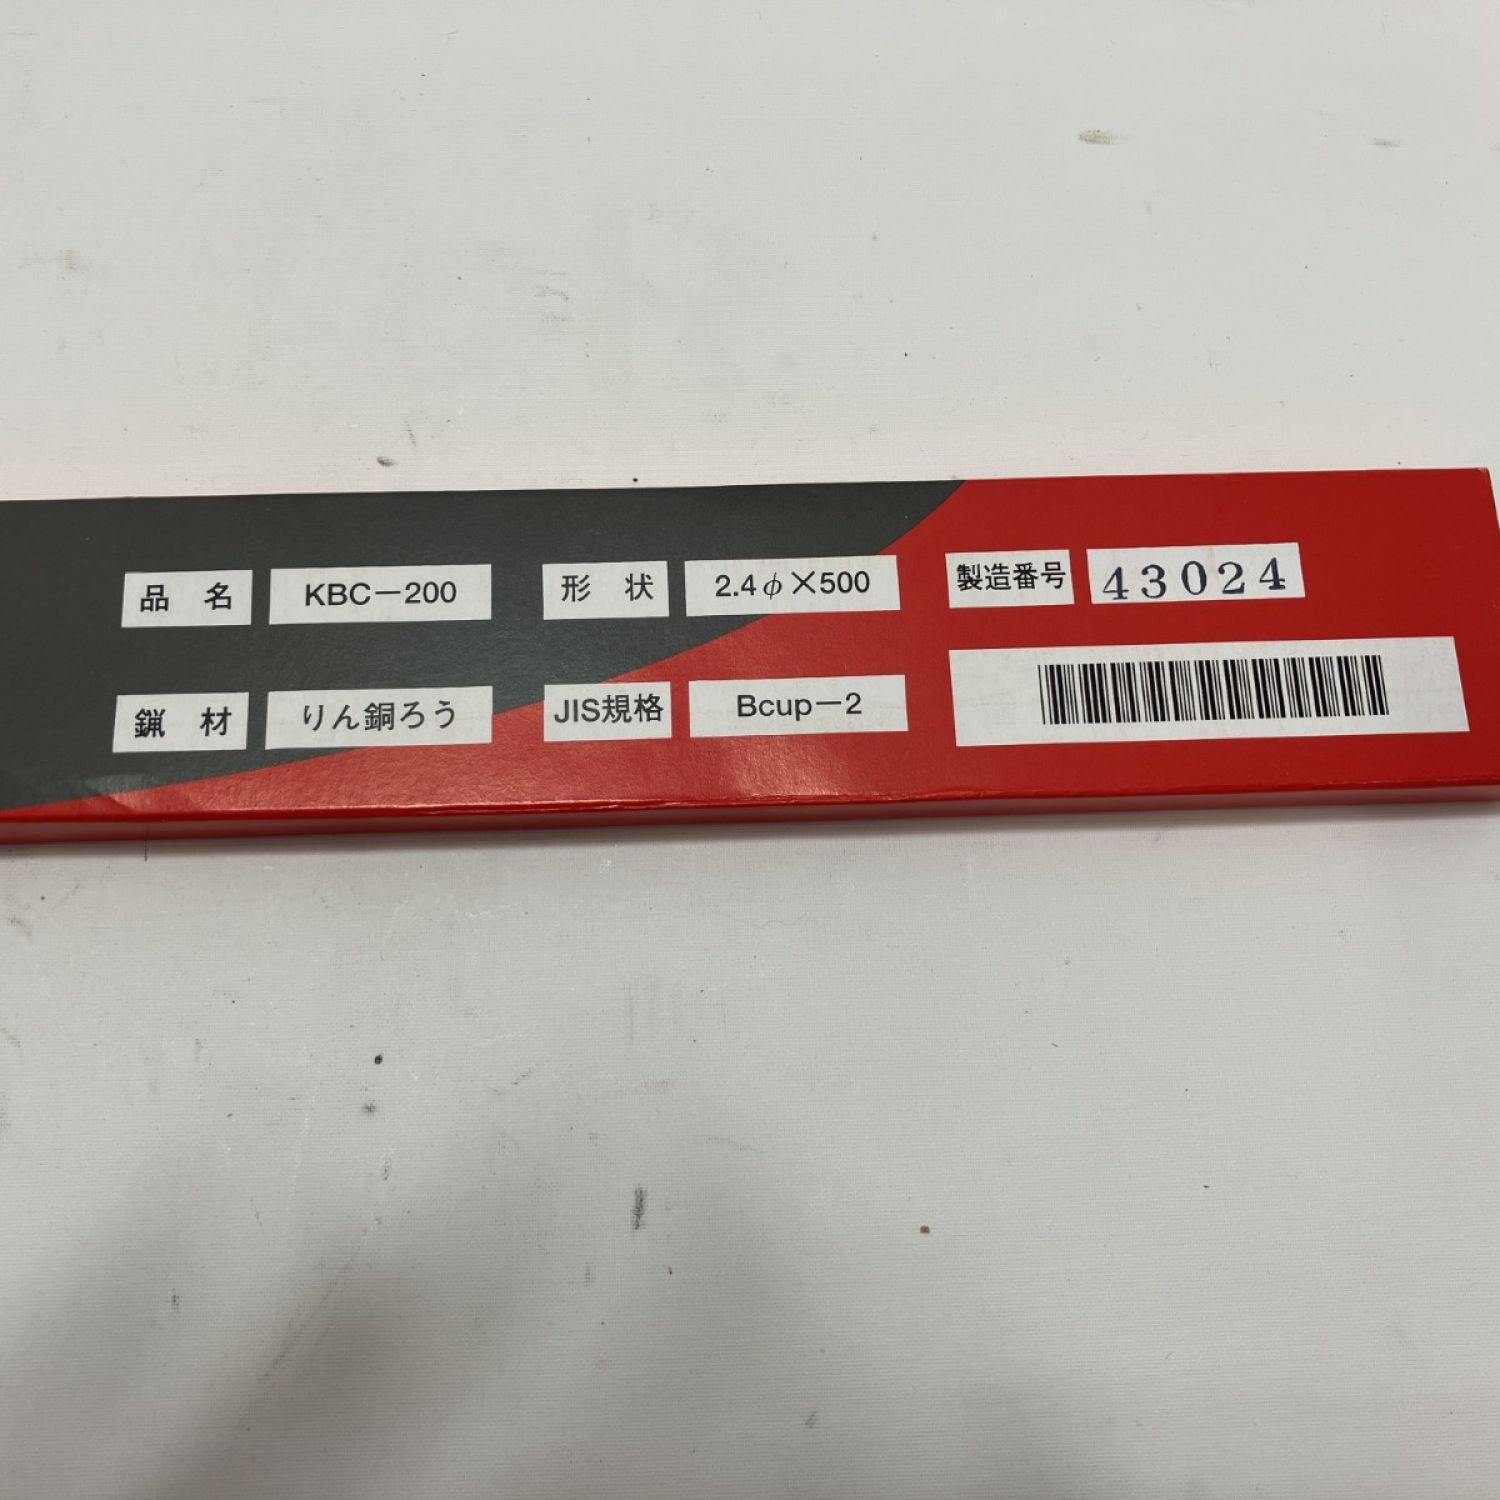 品 名 KBC−200 形 状 2.4φ×500 製造番号 43024
鑞 材 りん銅ろう JIS規格 Bcup−2